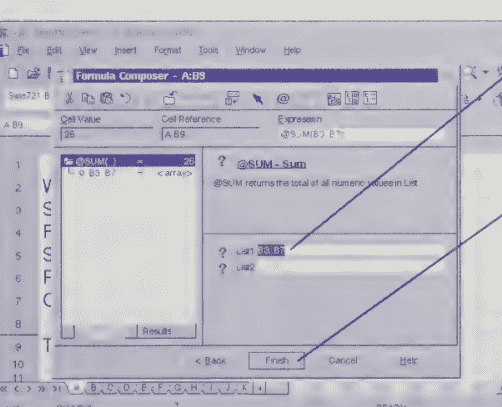 File Edit View Insert Format Tools Window Help
Formula Composer - A:B9
Cell Value Cell Reference Expression
26 A:B9 @SUM(B3..B7)
A:B9
@SUM( ) = 26
B3..B7 = <array>
? @SUM - Sum
@SUM returns the total of all numeric values in List
? List1 B3..B7
? List2
Results
< Back Finish Cancel Help
1
2
3
4
5
6
7
8
9 T
10
11
B C D E F G H I J K